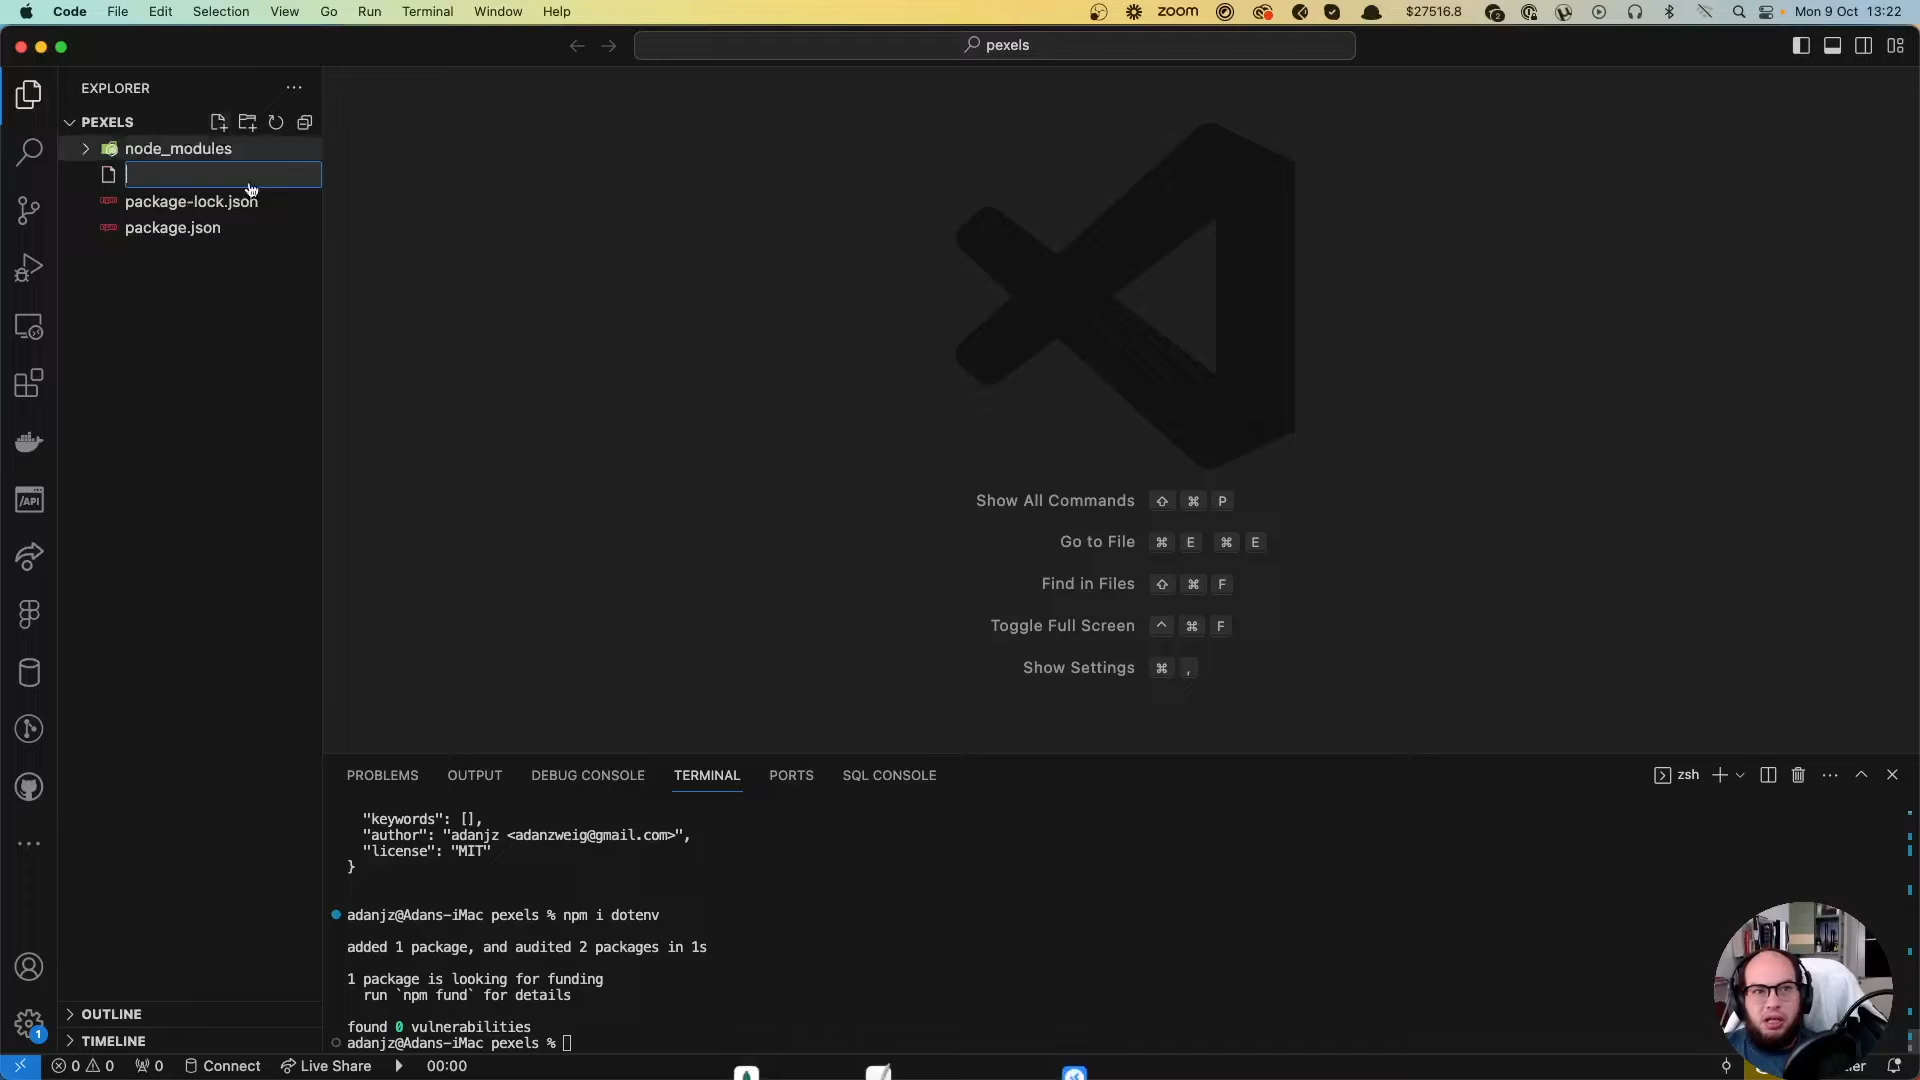 Code File Edit Selection View Go Run Terminal Window Help
zoom $27516.8 Mon 9 Oct 13:22
pexels
EXPLORER
PEXELS
node_modules
package-lock.json
package.json
/API
Show All Commands ⇧ ⌘ P
Go to File ⌘ E ⌘ E
Find in Files ⇧ ⌘ F
Toggle Full Screen ^ ⌘ F
Show Settings ⌘ ,
PROBLEMS OUTPUT DEBUG CONSOLE TERMINAL PORTS SQL CONSOLE
zsh
"keywords": [],
"author": "adanjz <adanzweig@gmail.com>",
"license": "MIT"
}
adanjz@Adans-iMac pexels % npm i dotenv
added 1 package, and audited 2 packages in 1s
1 package is looking for funding
run `npm fund` for details
found 0 vulnerabilities
adanjz@Adans-iMac pexels %
OUTLINE
1
TIMELINE
0 0 0 Connect Live Share 00:00